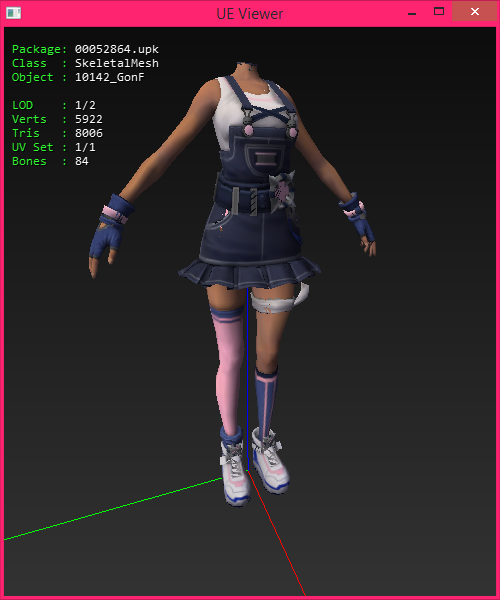 UE Viewer
Package: 00052864.upk
Class  : SkeletalMesh
Object : 10142_GonF
LOD    : 1/2
Verts  : 5922
Tris   : 8006
UV Set : 1/1
Bones  : 84